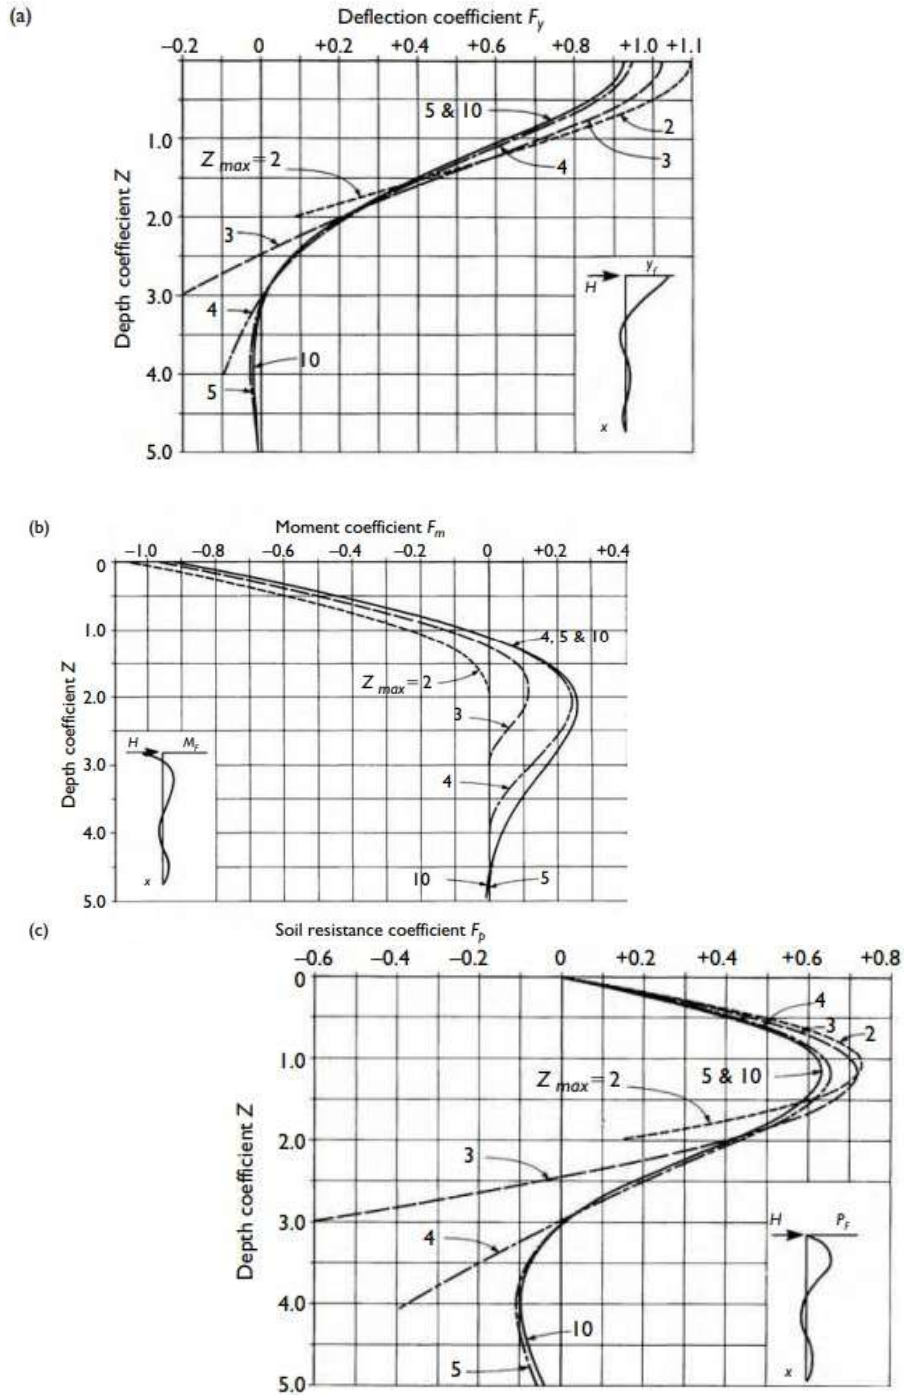 (a)
Deflection coefficient Fy
−0.2 0 +0.2 +0.4 +0.6 +0.8 +1.0 +1.1
5 & 10
2
1.0
Z max = 2
4
3
Depth coeffiecient Z
2.0
3
yf
H
3.0
4
10
4.0
5
x
5.0
(b)
Moment coefficient Fm
−1.0 −0.8 −0.6 −0.4 −0.2 0 +0.2 +0.4
0
1.0
4, 5 & 10
Z max = 2
Depth coefficient Z
2.0
3
H MF
3.0
4
4.0
x
10 5
5.0
(c)
Soil resistance coefficient Fp
−0.6 −0.4 −0.2 0 +0.2 +0.4 +0.6 +0.8
0
4
3 2
1.0
Z max = 2
5 & 10
Depth coefficient Z
2.0
3
3.0
H PF
4
4.0
10
5
x
5.0